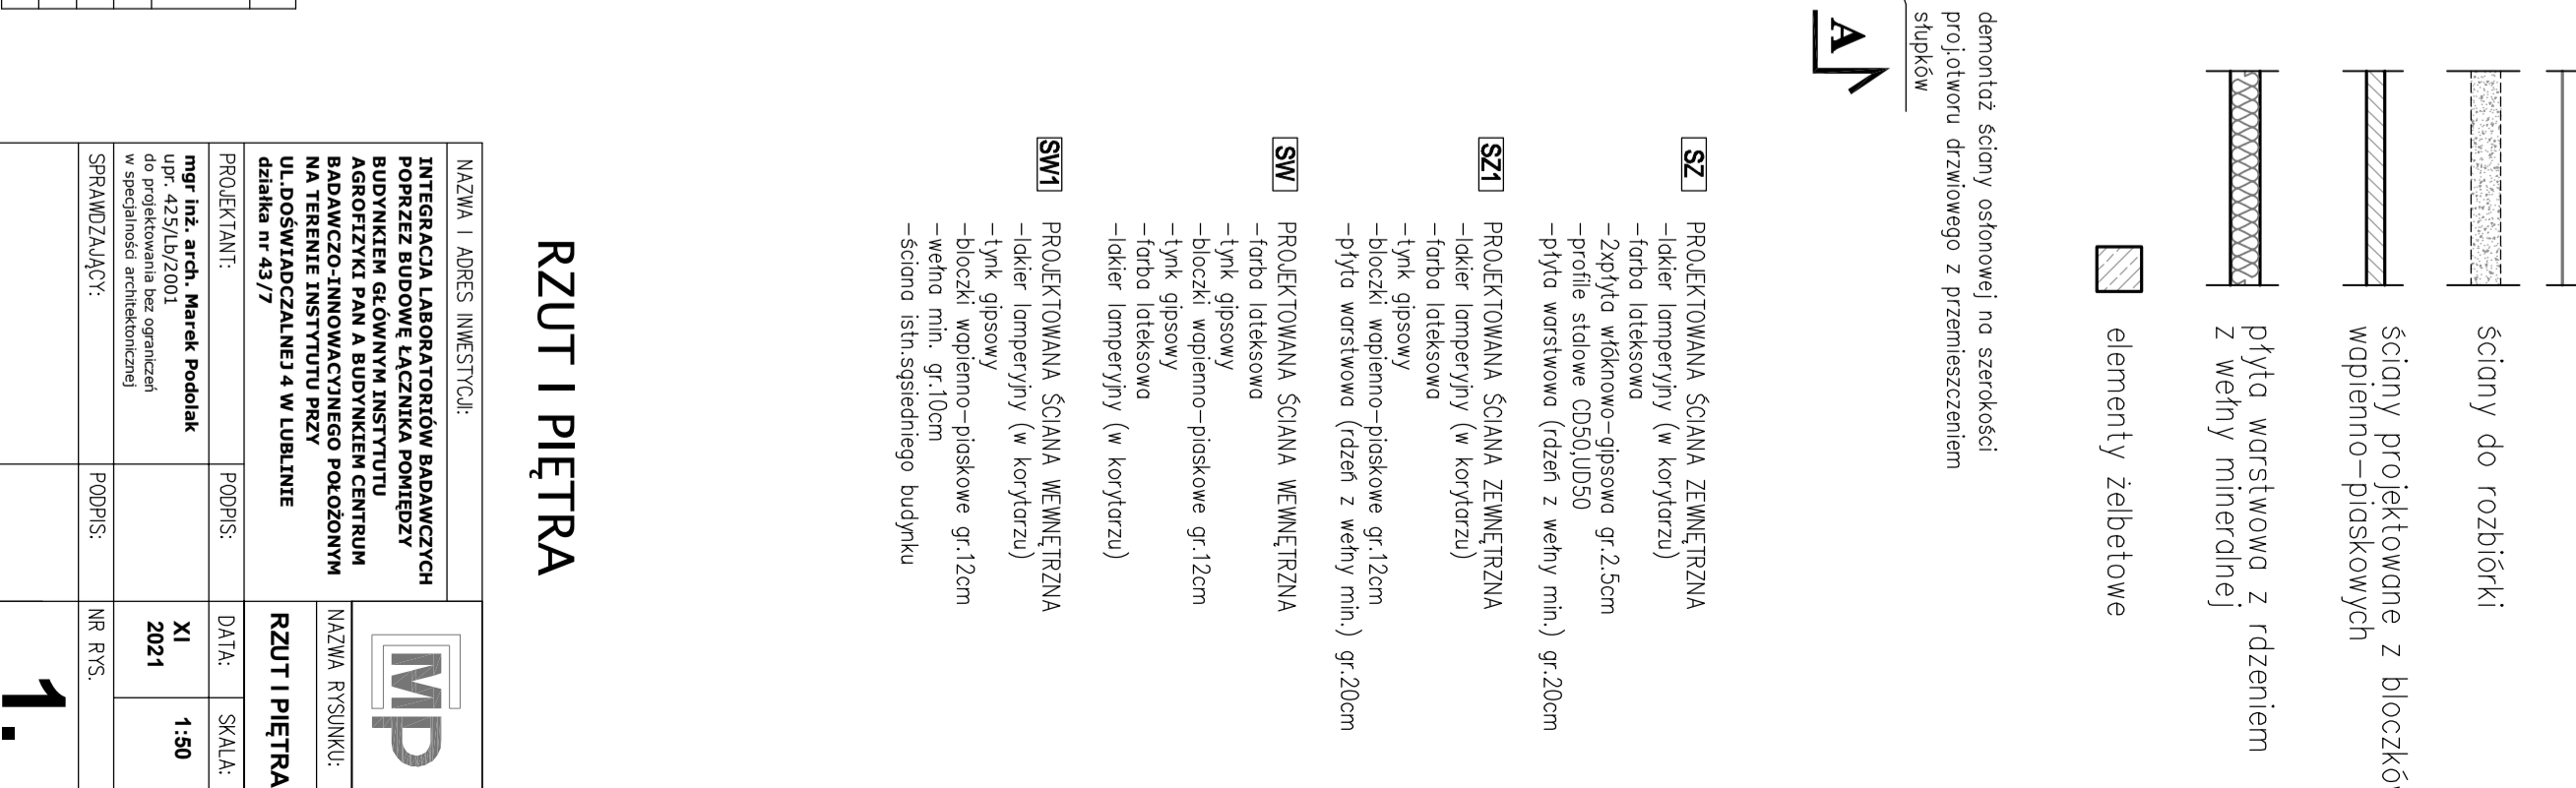 ściany do rozbiórki
ściany projektowane z
wapienno-piaskowych
płyta warstwowa z rdzeniem
z wełny mineralnej
elementy żelbetowe
demontaż ściany osłonowej na szerokości
proj.otworu drzwiowego z przemieszczeniem
słupków
A
SZ
PROJEKTOWANA ŚCIANA ZEWNĘTRZNA
-lakier lamperyjny (w korytarzu)
-farba lateksowa
-2xpłyta włóknowo-gipsowa gr.2.5cm
-profile stalowe CD50,UD50
-płyta warstwowa (rdzeń z wełny min.) gr.20cm
SZ1
PROJEKTOWANA ŚCIANA ZEWNĘTRZNA
-lakier lamperyjny (w korytarzu)
-farba lateksowa
-tynk gipsowy
-bloczki wapienno-piaskowe gr.12cm
-płyta warstwowa (rdzeń z wełny min.) gr.20cm
SW
PROJEKTOWANA ŚCIANA WEWNĘTRZNA
-farba lateksowa
-tynk gipsowy
-bloczki wapienno-piaskowe gr.12cm
-tynk gipsowy
-farba lateksowa
-lakier lamperyjny (w korytarzu)
SW1
PROJEKTOWANA ŚCIANA WEWNĘTRZNA
-lakier lamperyjny (w korytarzu)
-tynk gipsowy
-bloczki wapienno-piaskowe gr.12cm
-wełna min. gr.10cm
-ściana istn.sąsiedniego budynku
RZUT I PIĘTRA
NAZWA I ADRES INWESTYCJI:
INTEGRACJA LABORATORIÓW BADAWCZYCH
POPRZEZ BUDOWĘ ŁĄCZNIKA POMIĘDZY
BUDYNKIEM GŁÓWNYM INSTYTUTU
AGROFIZYKI PAN A BUDYNKIEM CENTRUM
BADAWCZO-INNOWACYJNEGO POŁOŻONYM
NA TERENIE INSTYTUTU PRZY
UL.DOŚWIADCZALNEJ 4 W LUBLINIE
działka nr 43/7
MP
NAZWA RYSUNKU:
RZUT I PIĘTRA
PROJEKTANT:
PODPIS:
DATA:
SKALA:
mgr inż. arch. Marek Podolak
upr. 425/Lb/2001
do projektowania bez ograniczeń
w specjalności architektonicznej
XI
2021
1:50
SPRAWDZAJĄCY:
PODPIS:
NR RYS.
1.